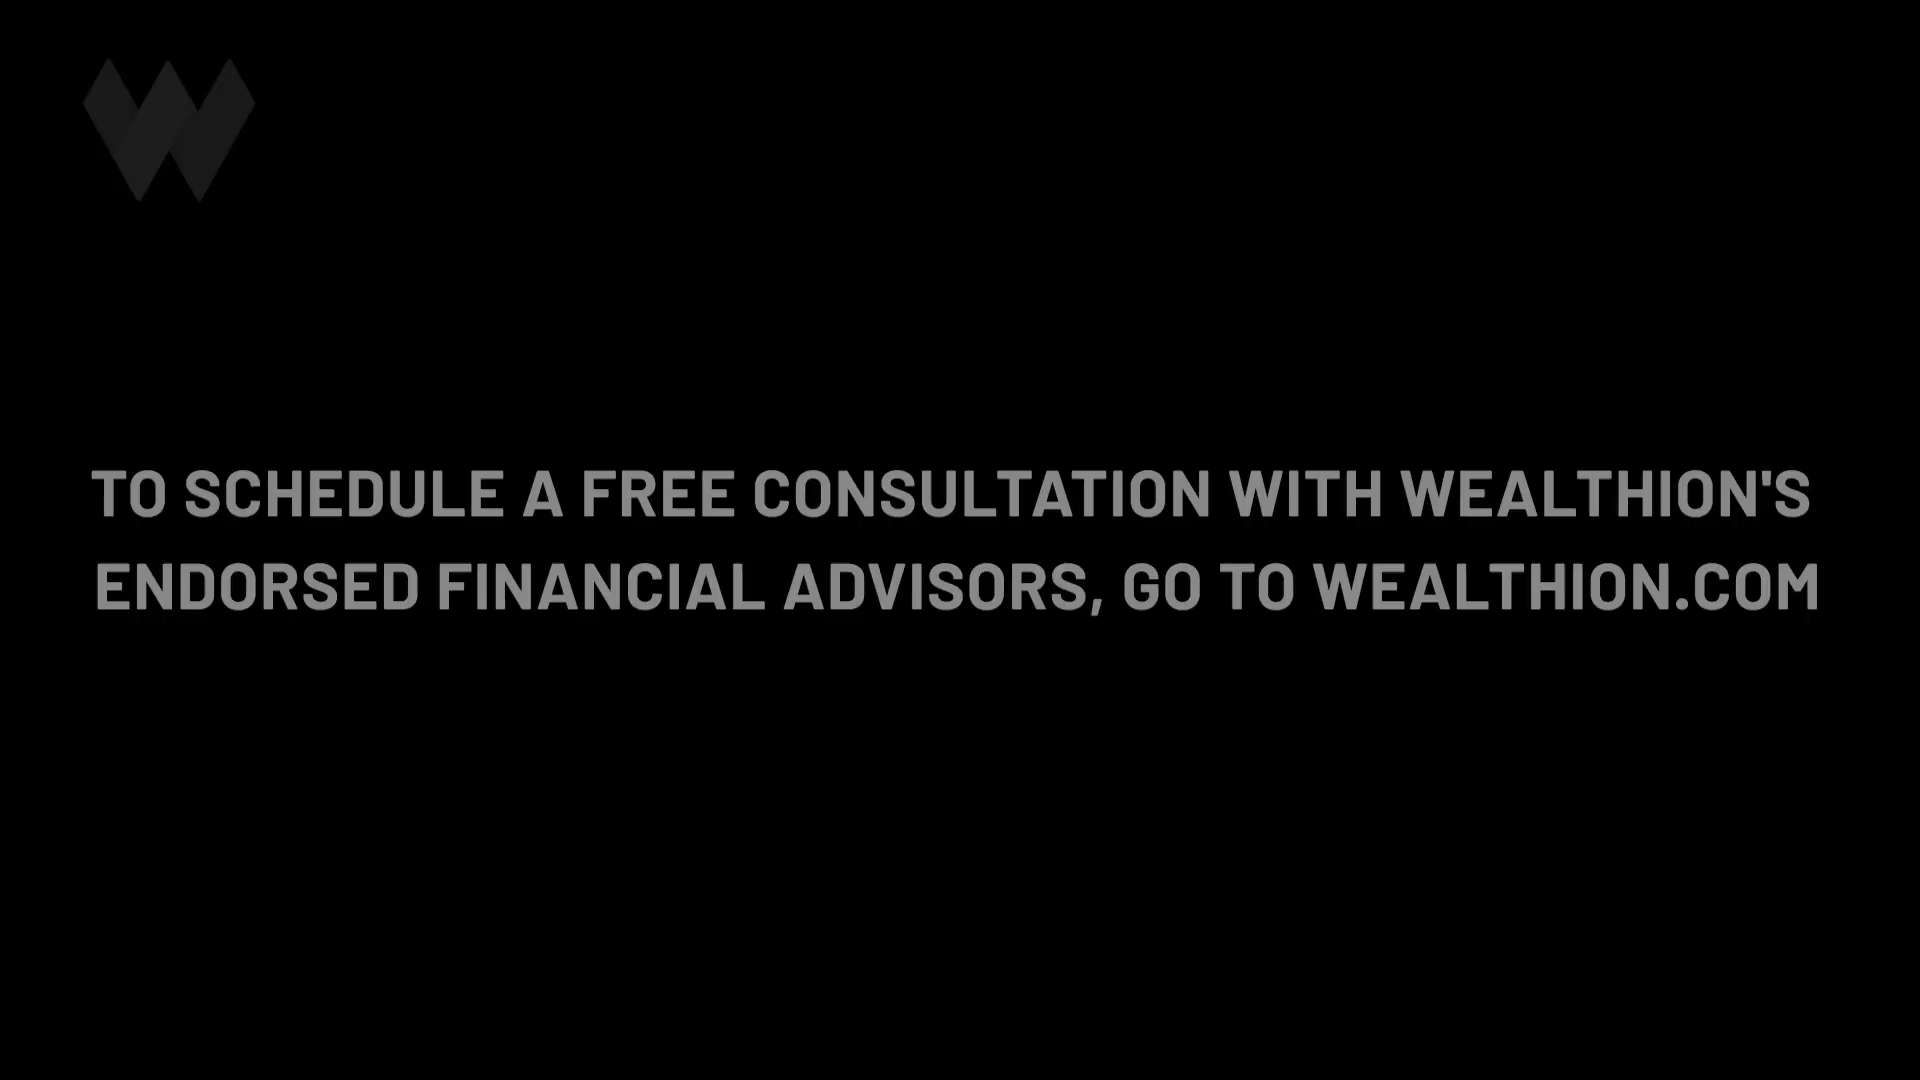 TO SCHEDULE A FREE CONSULTATION WITH WEALTHION'S
ENDORSED FINANCIAL ADVISORS, GO TO WEALTHION.COM